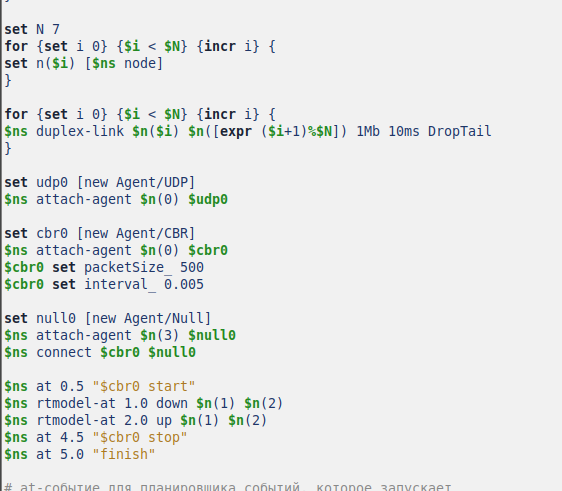 }
set N 7
for {set i 0} {$i < $N} {incr i} {
set n($i) [$ns node]
}
for {set i 0} {$i < $N} {incr i} {
$ns duplex-link $n($i) $n([expr ($i+1)%$N]) 1Mb 10ms DropTail
}
set udp0 [new Agent/UDP]
$ns attach-agent $n(0) $udp0
set cbr0 [new Agent/CBR]
$ns attach-agent $n(0) $cbr0
$cbr0 set packetSize_ 500
$cbr0 set interval_ 0.005
set null0 [new Agent/Null]
$ns attach-agent $n(3) $null0
$ns connect $cbr0 $null0
$ns at 0.5 "$cbr0 start"
$ns rtmodel-at 1.0 down $n(1) $n(2)
$ns rtmodel-at 2.0 up $n(1) $n(2)
$ns at 4.5 "$cbr0 stop"
$ns at 5.0 "finish"
# at-событие для планировщика событий, которое запускает